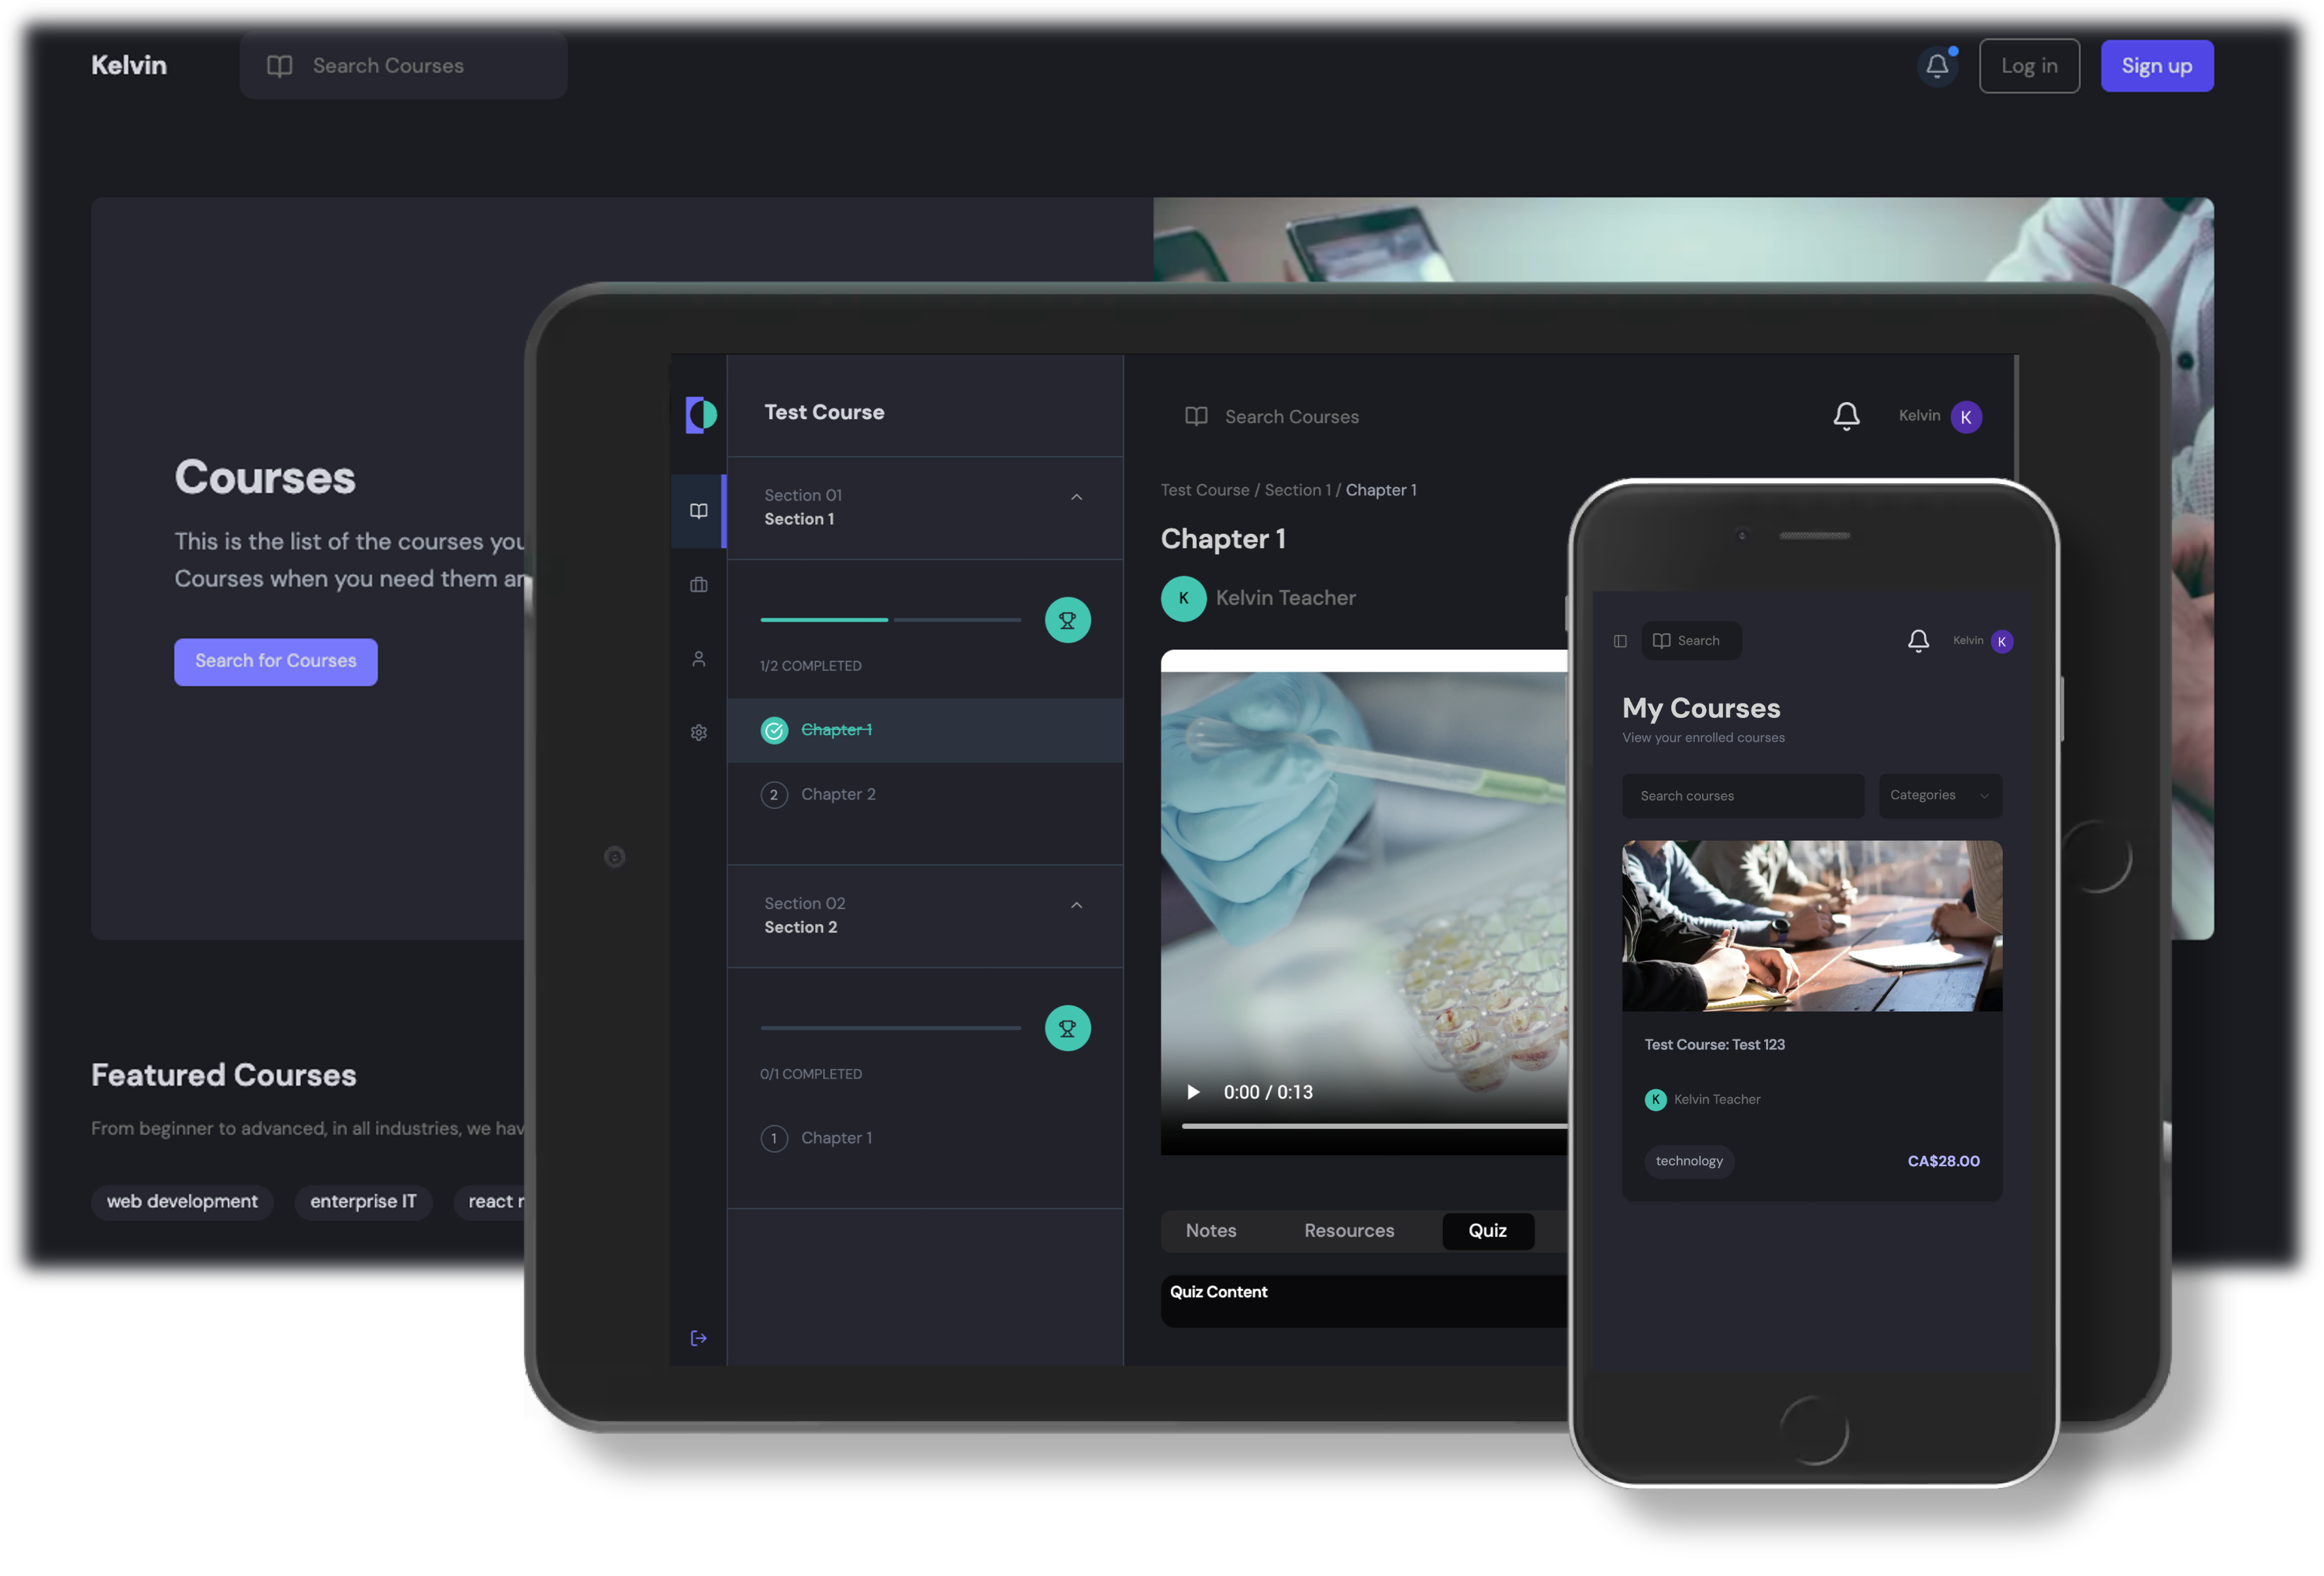 Kelvin
Search Courses
Log in
Sign up
Courses
This is the list of the courses you
Courses when you need them
Search for Courses
Featured Courses
From beginner to advanced, in all industries, we
web development
enterprise IT
react
Test Course
Section 01
Section 1
1/2 COMPLETED
Chapter 1
2
Chapter 2
Section 02
Section 2
0/1 COMPLETED
1
Chapter 1
Search Courses
Kelvin
K
Test Course / Section 1 / Chapter 1
Chapter 1
K
Kelvin Teacher
0:00 / 0:13
Notes
Resources
Quiz
Quiz Content
Search
Kelvin
K
My Courses
View your enrolled courses
Search courses
Categories
Test Course: Test 123
K
Kelvin Teacher
technology
CA$28.00